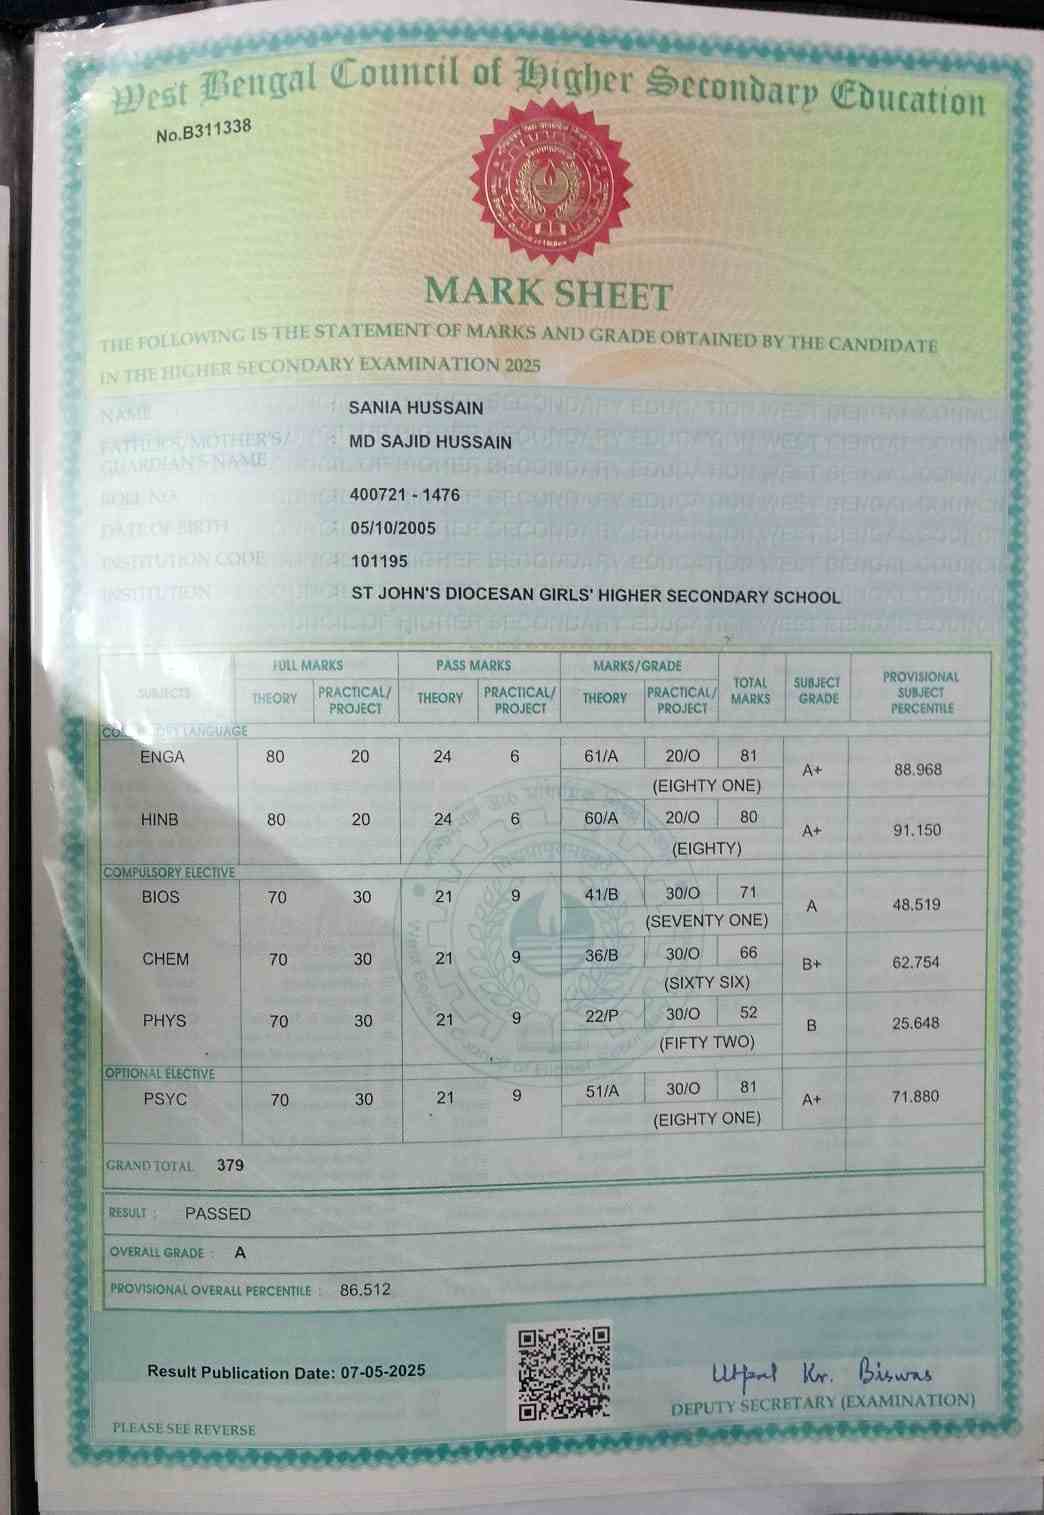 West Bengal Council of Higher Secondary Education
No.B311338
MARK SHEET
THE FOLLOWING IS THE STATEMENT OF MARKS AND GRADE OBTAINED BY THE CANDIDATE
IN THE HIGHER SECONDARY EXAMINATION 2025
NAME : SANIA HUSSAIN
FATHER'S/MOTHER'S/ : MD SAJID HUSSAIN
GUARDIAN'S NAME
ROLL NO. 400721 - 1476
DATE OF BIRTH : 05/10/2005
INSTITUTION CODE 101195
INSTITUTION ST JOHN'S DIOCESAN GIRLS' HIGHER SECONDARY SCHOOL
SUBJECTS FULL MARKS PASS MARKS MARKS/GRADE TOTAL MARKS SUBJECT GRADE PROVISIONAL SUBJECT PERCENTILE
THEORY PRACTICAL/PROJECT THEORY PRACTICAL/PROJECT THEORY PRACTICAL/PROJECT
LANGUAGE
ENGA 80 20 24 6 61/A 20/O 81 A+ 88.968
(EIGHTY ONE)
HINB 80 20 24 6 60/A 20/O 80 A+ 91.150
(EIGHTY)
COMPULSORY ELECTIVE
BIOS 70 30 21 9 41/B 30/O 71 A 48.519
(SEVENTY ONE)
CHEM 70 30 21 9 36/B 30/O 66 B+ 62.754
(SIXTY SIX)
PHYS 70 30 21 9 22/P 30/O 52 B 25.648
(FIFTY TWO)
OPTIONAL ELECTIVE
PSYC 70 30 21 9 51/A 30/O 81 A+ 71.880
(EIGHTY ONE)
GRAND TOTAL 379
RESULT : PASSED
OVERALL GRADE : A
PROVISIONAL OVERALL PERCENTILE : 86.512
Result Publication Date: 07-05-2025
Utpal Kr. Biswas
DEPUTY SECRETARY (EXAMINATION)
PLEASE SEE REVERSE